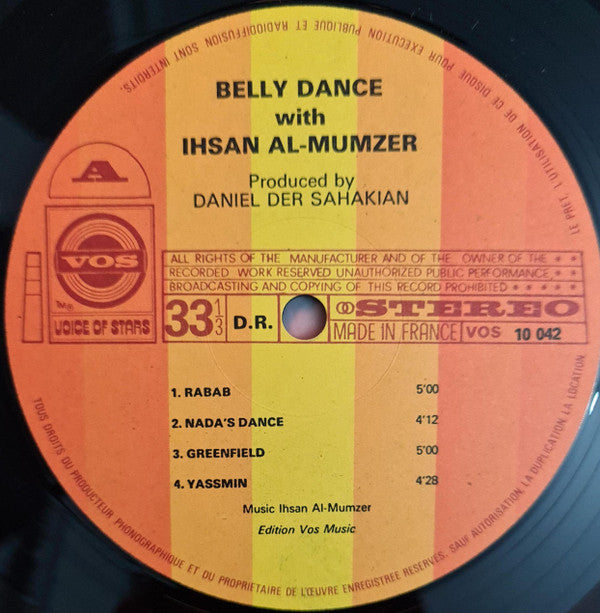 BELLY DANCE
with
IHSAN AL-MUMZER
Produced by
DANIEL DER SAHAKIAN
A
VOS
TM®
VOICE OF STARS
ALL RIGHTS OF THE MANUFACTURER AND OF THE OWNER OF THE * *
RECORDED WORK RESERVED UNAUTHORIZED PUBLIC PERFORMANCE, *
BROADCASTING AND COPYING OF THIS RECORD PROHIBITED
33 1/3
D.R.
STEREO
MADE IN FRANCE
VOS 10 042
1. RABAB 5'00
2. NADA'S DANCE 4'12
3. GREENFIELD 5'00
4. YASSMIN 4'28
Music Ihsan Al-Mumzer
Edition Vos Music
TOUS DROITS DU PRODUCTEUR PHONOGRAPHIQUE ET DU PROPRIETAIRE DE L'ŒUVRE ENREGISTREE RESERVES. SAUF AUTORISATION, LA DUPLICATION, LA LOCATION,
LE PRET, L'UTILISATION DE CE DISQUE POUR EXECUTION PUBLIQUE ET RADIODIFFUSION SONT INTERDITS.